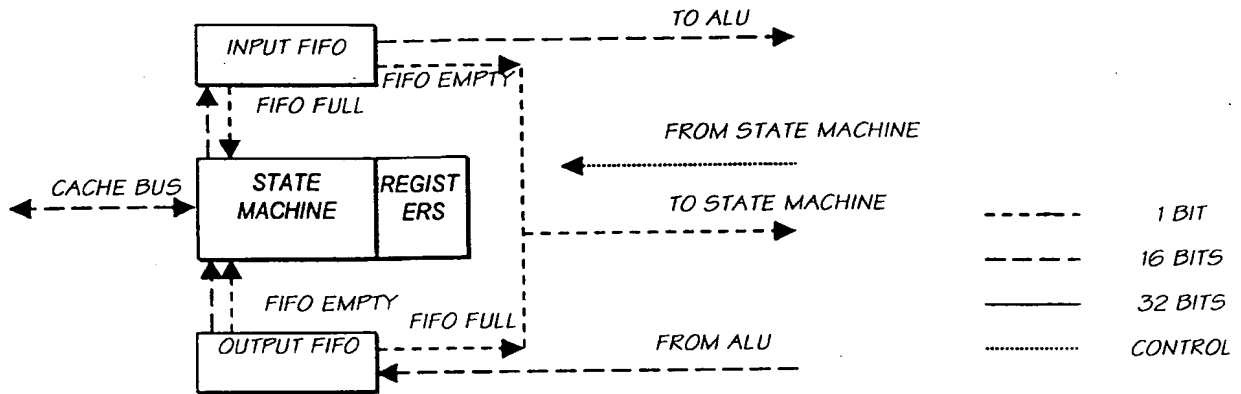 TO ALU
INPUT FIFO
FIFO EMPTY
FIFO FULL
FROM STATE MACHINE
CACHE BUS
STATE
MACHINE
REGIST
ERS
TO STATE MACHINE
1 BIT
16 BITS
32 BITS
CONTROL
FIFO EMPTY
FIFO FULL
OUTPUT FIFO
FROM ALU